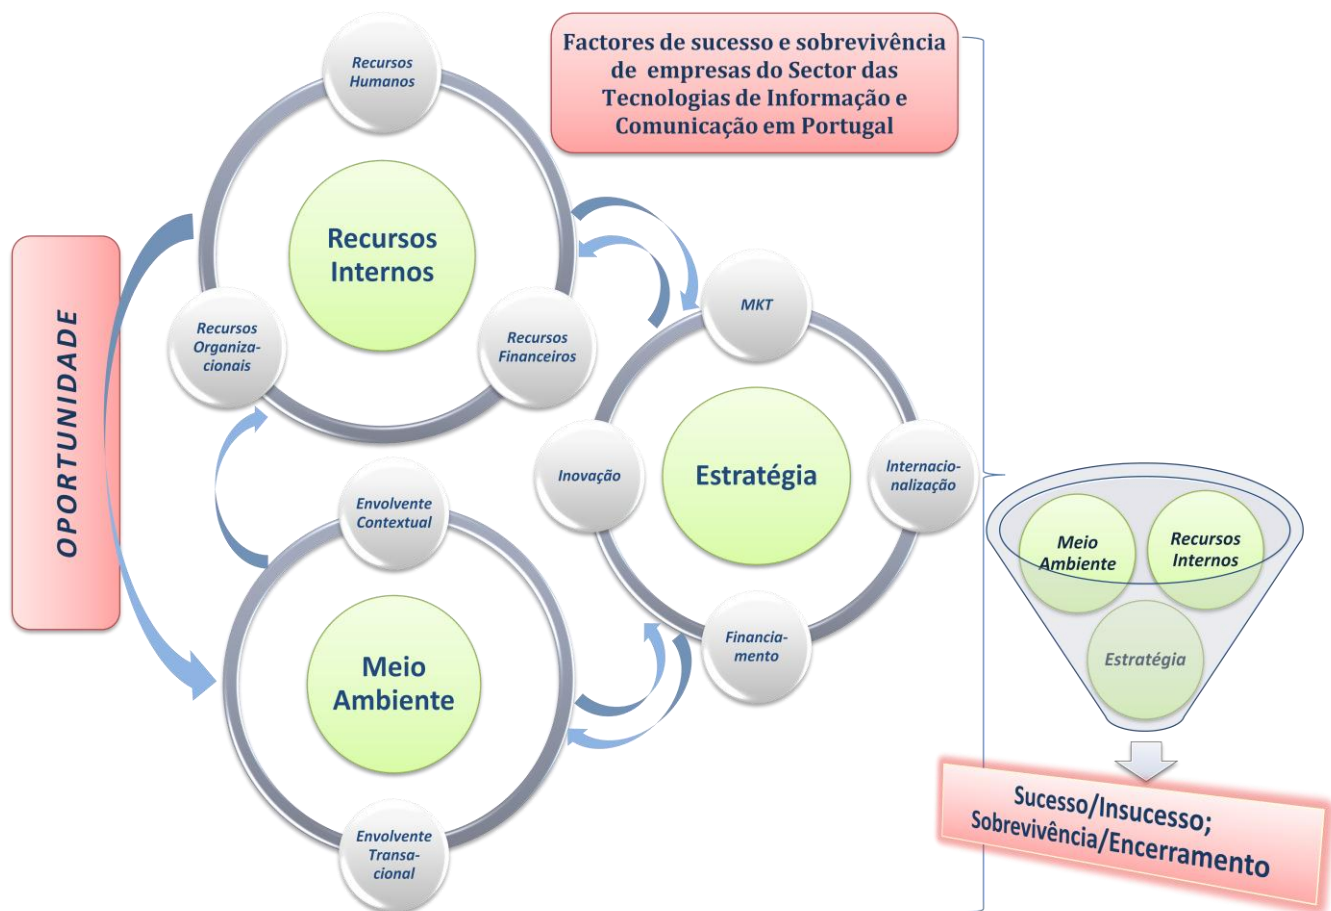 Factores de sucesso e sobrevivência
de empresas do Sector das
Tecnologias de Informação e
Comunicação em Portugal
OPORTUNIDADE
Recursos
Humanos
Recursos
Internos
Recursos
Organiza-
cionais
Recursos
Financeiros
MKT
Inovação
Estratégia
Internacio-
nalização
Financia-
mento
Envolvente
Contextual
Meio
Ambiente
Envolvente
Transa-
cional
Meio
Ambiente
Recursos
Internos
Estratégia
Sucesso/Insucesso;
Sobrevivência/Encerramento